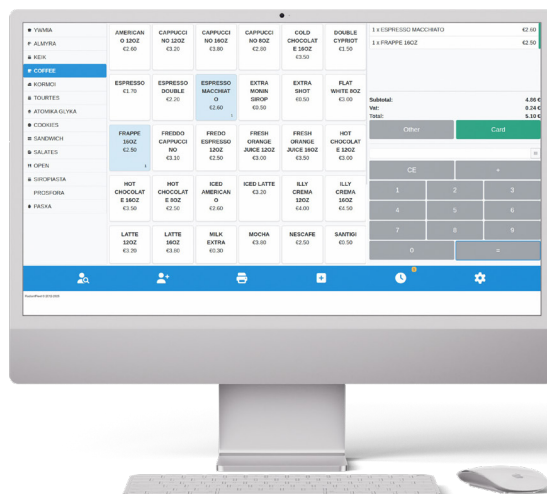 ΨΩΜΙΑ
ALMYRA
KEIK
COFFEE
KORMOI
TOURTES
ATOMIKA GLYKA
COOKIES
SANDWICH
SALATES
OPEN
SIROPIASTA
PROSFORA
PASXA
AMERICAN
O 12OZ
€2.60
CAPPUCCI
NO 12OZ
€3.20
CAPPUCCI
NO 16OZ
€3.80
CAPPUCCI
NO 8OZ
€2.80
COLD
CHOCOLAT
E 16OZ
€3.50
DOUBLE
CYPRIOT
€1.50
ESPRESSO
€1.70
ESPRESSO
DOUBLE
€2.20
ESPRESSO
MACCHIAT
O
€2.60
1
EXTRA
MONIN
SIROP
€0.50
EXTRA
SHOT
€0.50
FLAT
WHITE 8OZ
€3.00
FRAPPE
16OZ
€2.50
1
FREDDO
CAPPUCCI
NO
€3.10
FREDO
ESPRESSO
12OZ
€2.50
FRESH
ORANGE
JUICE 12OZ
€3.00
FRESH
ORANGE
JUICE 16OZ
€3.50
HOT
CHOCOLAT
E 12OZ
€3.00
HOT
CHOCOLAT
E 16OZ
€3.50
HOT
CHOCOLAT
E 8OZ
€2.50
ICED
AMERICAN
O
€2.60
ICED LATTE
€3.20
ILLY
CREMA
12OZ
€4.00
ILLY
CREMA
16OZ
€4.50
LATTE
12OZ
€3.20
LATTE
16OZ
€3.80
MILK
EXTRA
€0.30
MOCHA
€3.80
NESCAFE
€2.50
SANTIGI
€0.50
1 x ESPRESSO MACCHIATO €2.60
1 x FRAPPE 16OZ €2.50
Subtotal: 4.86 €
Vat: 0.24 €
Total: 5.10 €
Other Card
CE +
1 2 3
4 5 6
7 8 9
0 =